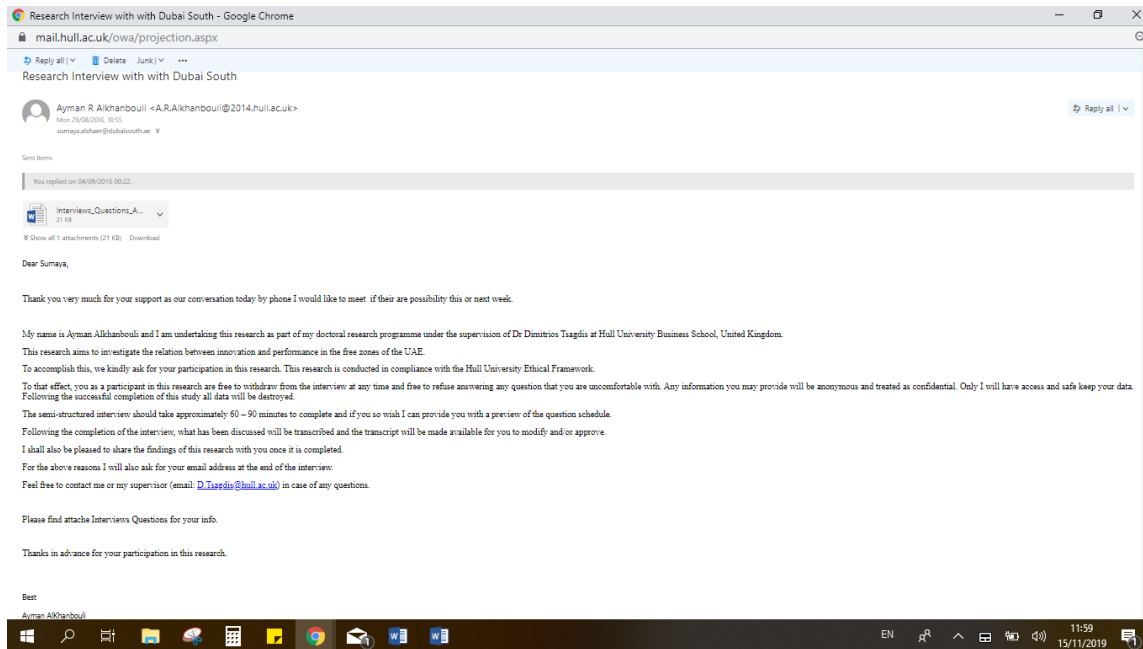 Research Interview with with Dubai South - Google Chrome
mail.hull.ac.uk/owa/projection.aspx
Reply all | Delete Junk | ...
Research Interview with with Dubai South
Ayman R Alkhanbouli <A.R.Alkhanbouli@2014.hull.ac.uk>
Reply all |
Mon 29/08/2016, 10:55
sumaya.alshaer@dubaisouth.ae
Sent Items
You replied on 04/09/2016 00:22.
Interviews_Questions_A...
21 KB
Show all 1 attachments (21 KB) Download
Dear Sumaya,
Thank you very much for your support as our conversation today by phone I would like to meet if their are possibility this or next week.
My name is Ayman Alkhanbouli and I am undertaking this research as part of my doctoral research programme under the supervision of Dr Dimitrios Tsagdis at Hull University Business School, United Kingdom.
This research aims to investigate the relation between innovation and performance in the free zones of the UAE.
To accomplish this, we kindly ask for your participation in this research. This research is conducted in compliance with the Hull University Ethical Framework.
To that effect, you as a participant in this research are free to withdraw from the interview at any time and free to refuse answering any question that you are uncomfortable with. Any information you may provide will be anonymous and treated as confidential. Only I will have access and safe keep your data.
Following the successful completion of this study all data will be destroyed.
The semi-structured interview should take approximately 60 – 90 minutes to complete and if you so wish I can provide you with a preview of the question schedule.
Following the completion of the interview, what has been discussed will be transcribed and the transcript will be made available for you to modify and/or approve.
I shall also be pleased to share the findings of this research with you once it is completed.
For the above reasons I will also ask for your email address at the end of the interview.
Feel free to contact me or my supervisor (email: D.Tsagdis@hull.ac.uk) in case of any questions.
Please find attache Interviews Questions for your info.
Thanks in advance for your participation in this research.
Best
Ayman AlKhanbouli
EN
11:59
15/11/2019